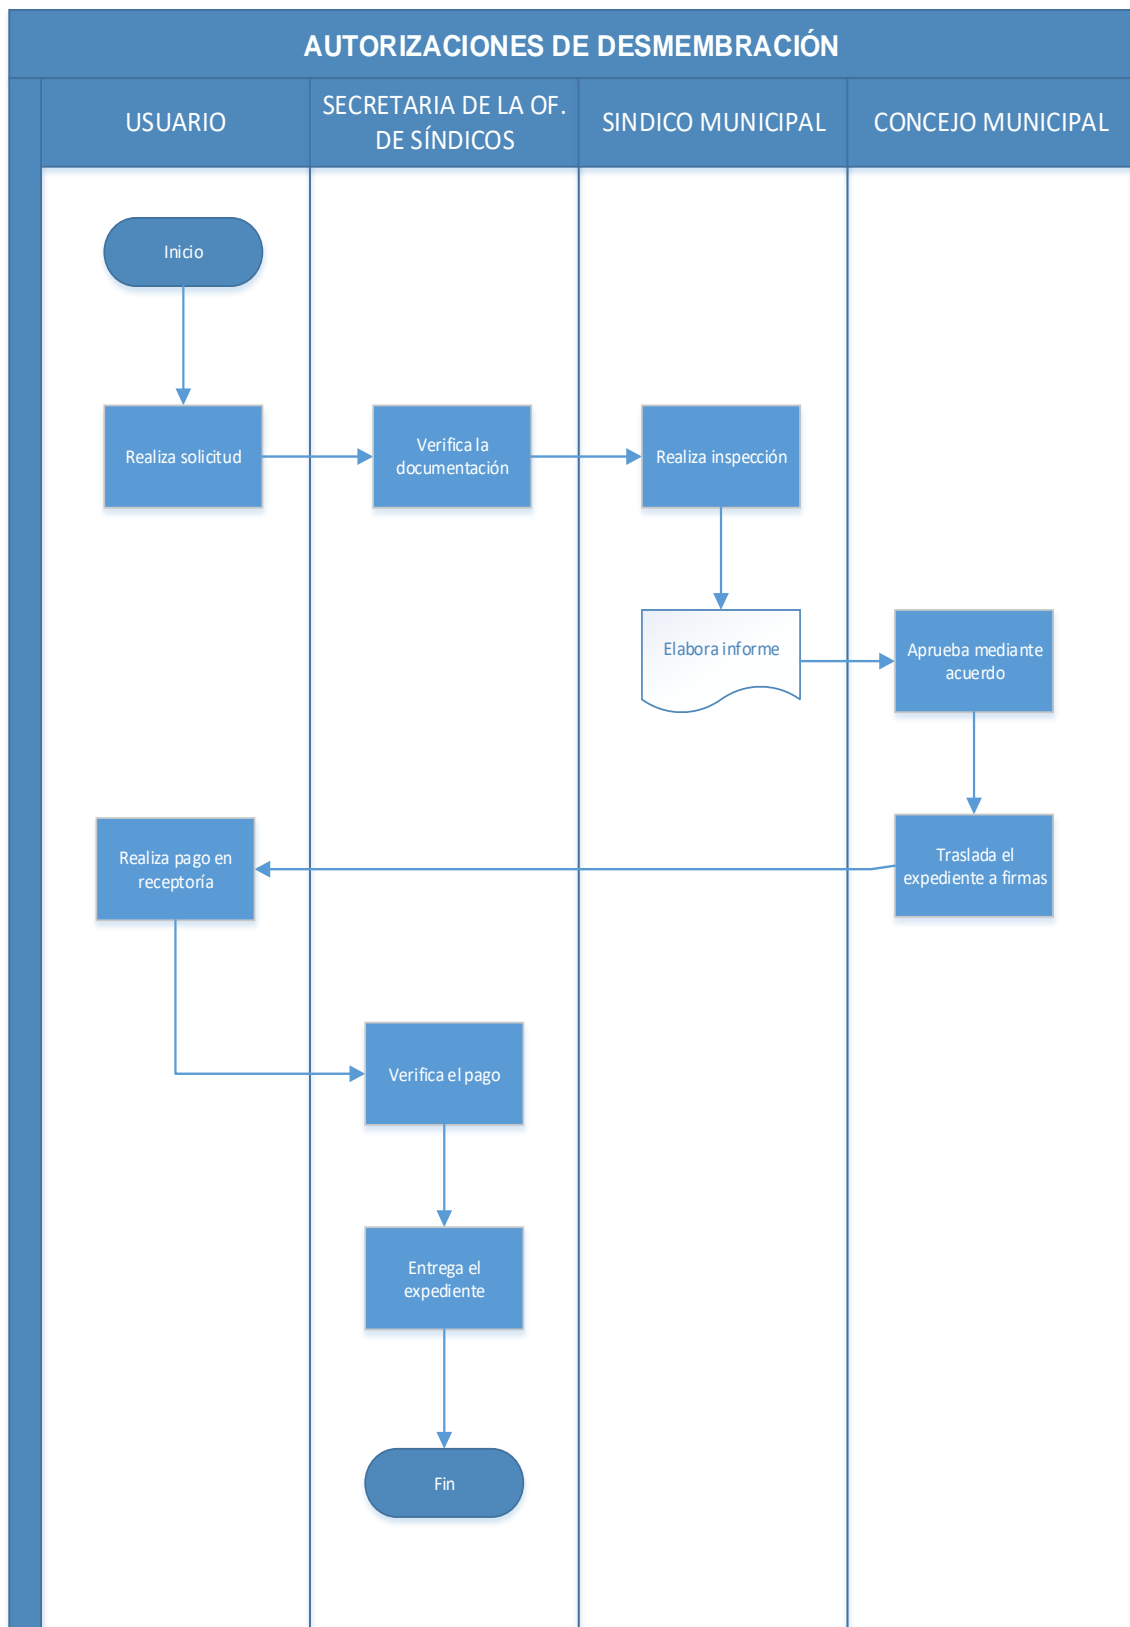 AUTORIZACIONES DE DESMEMBRACIÓN
USUARIO
SECRETARIA DE LA OF.
DE SÍNDICOS
SINDICO MUNICIPAL
CONCEJO MUNICIPAL
Inicio
Realiza solicitud
Verifica la
documentación
Realiza inspección
Elabora informe
Aprueba mediante
acuerdo
Traslada el
expediente a firmas
Realiza pago en
receptoría
Verifica el pago
Entrega el
expediente
Fin